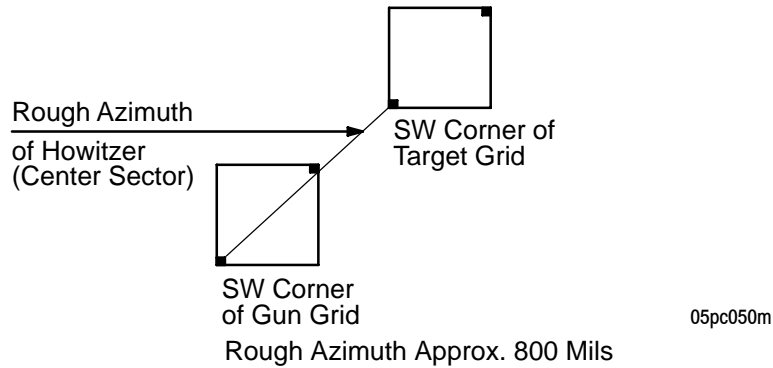 Rough Azimuth
of Howitzer
(Center Sector)
SW Corner of
Target Grid
SW Corner
of Gun Grid
05pc050m
Rough Azimuth Approx. 800 Mils